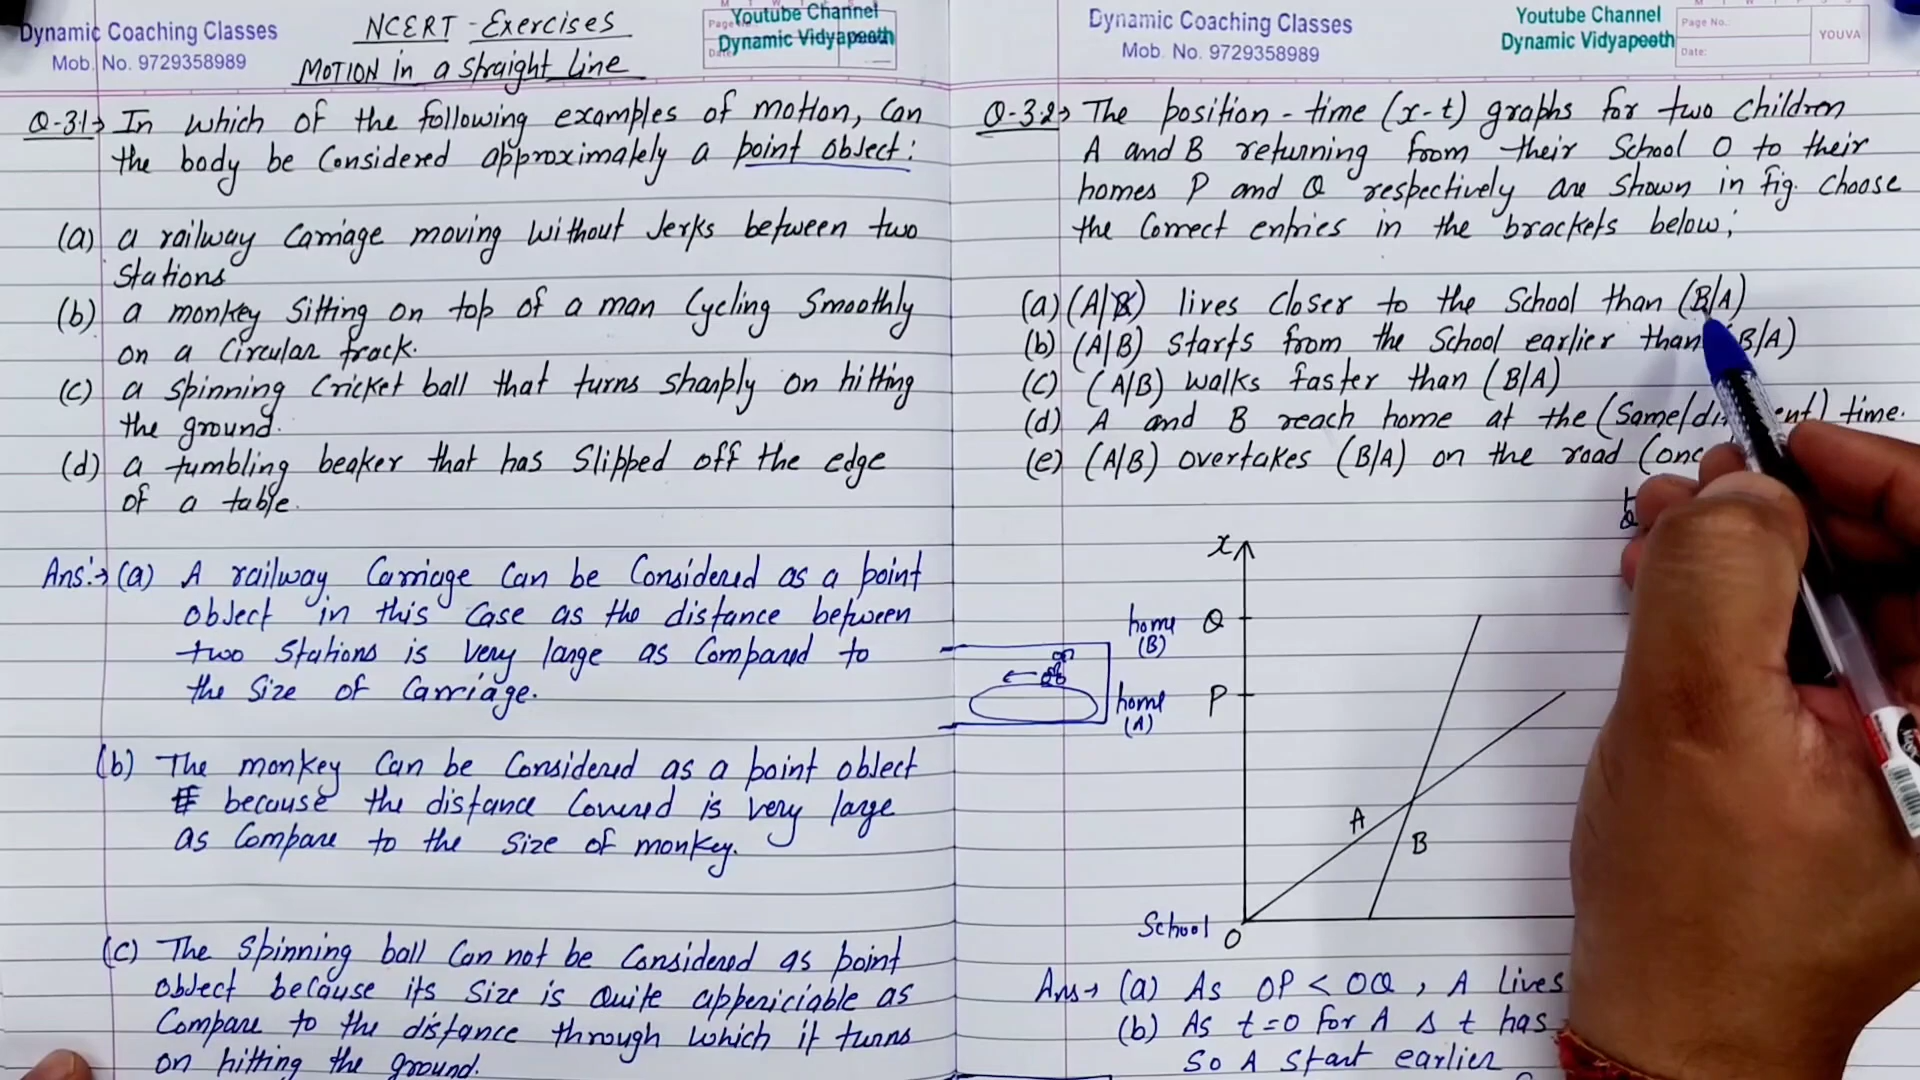 Dynamic Coaching Classes
Mob. No. 9729358989
NCERT - Exercises
MOTION in a Straight Line
Youtube Channel
Dynamic Vidyapeeth
Q-3.1→ In which of the following examples of motion, can
the body be Considered approximately a point object:
(a) a railway Carriage moving without Jerks between two
Stations
(b) a monkey Sitting on top of a man Cycling Smoothly
on a Circular track.
(c) a Spinning Cricket ball that turns sharply on hitting
the ground.
(d) a tumbling beaker that has Slipped off the edge
of a table.
Ans:→ (a) A railway Carriage Can be Considered as a point
object in this Case as the distance between
two Stations is very large as Compared to
the Size of Carriage.
(b) The monkey Can be Considered as a point object
because the distance Covered is very large
as Compare to the Size of monkey.
(c) The Spinning ball Can not be Considered as point
object because its Size is Quite appericiable as
Compare to the distance through which it turns
on hitting the ground.
Dynamic Coaching Classes
Mob. No. 9729358989
Youtube Channel
Dynamic Vidyapeeth
Page No.
Date:
YOUVA
Q-3.2→ The position - time (x-t) graphs for two Children
A and B returning from their School O to their
homes P and Q respectively are Shown in fig. Choose
the Correct entries in the brackets below;
(a) (A/B) lives Closer to the School than (B/A)
(b) (A/B) Starts from the School earlier than B/A)
(c) (A/B) walks faster than (B/A)
(d) A and B reach home at the (Same/ time.
(e) (A/B) overtakes (B/A) on the road
x
home Q
(B)
home P
(A)
A
B
School O
Ans→ (a) As OP < OQ , A Lives
(b) As t=0 for A & t has
So A Start earlier